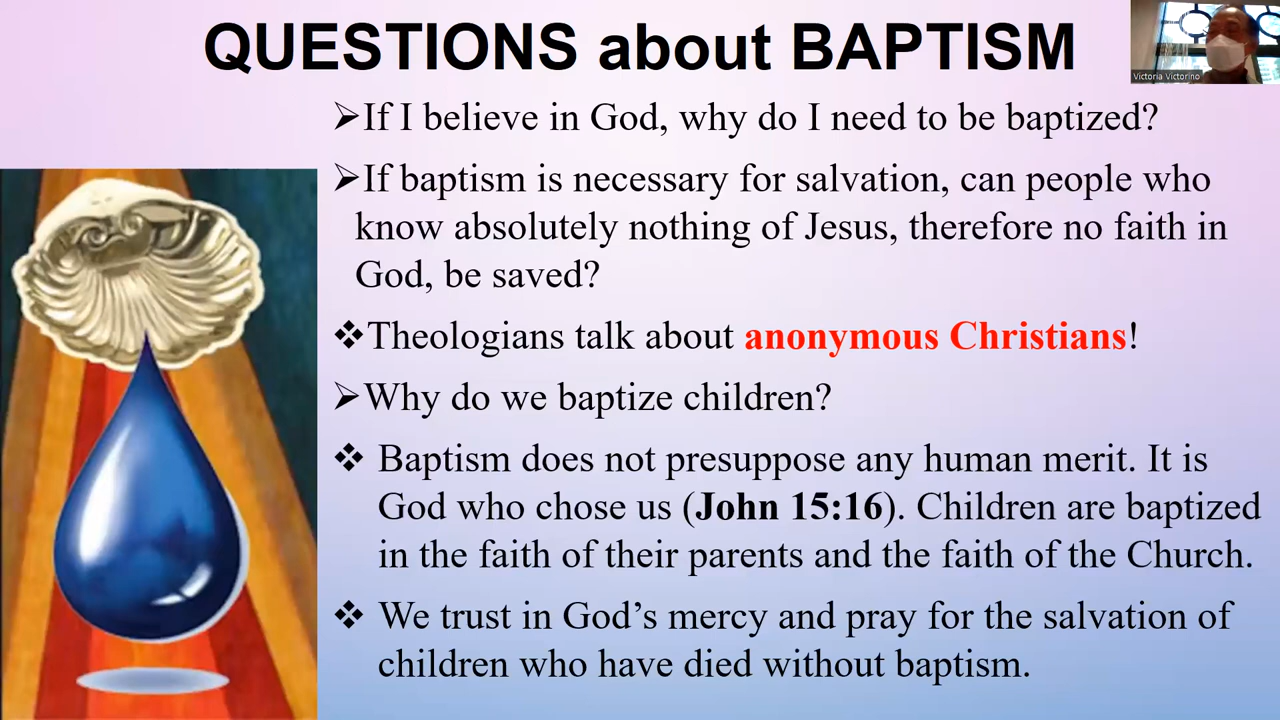 QUESTIONS about BAPTISM
Victoria Victorino
➢If I believe in God, why do I need to be baptized?
➢If baptism is necessary for salvation, can people who
know absolutely nothing of Jesus, therefore no faith in
God, be saved?
❖Theologians talk about anonymous Christians!
➢Why do we baptize children?
❖ Baptism does not presuppose any human merit. It is
God who chose us (John 15:16). Children are baptized
in the faith of their parents and the faith of the Church.
❖ We trust in God’s mercy and pray for the salvation of
children who have died without baptism.